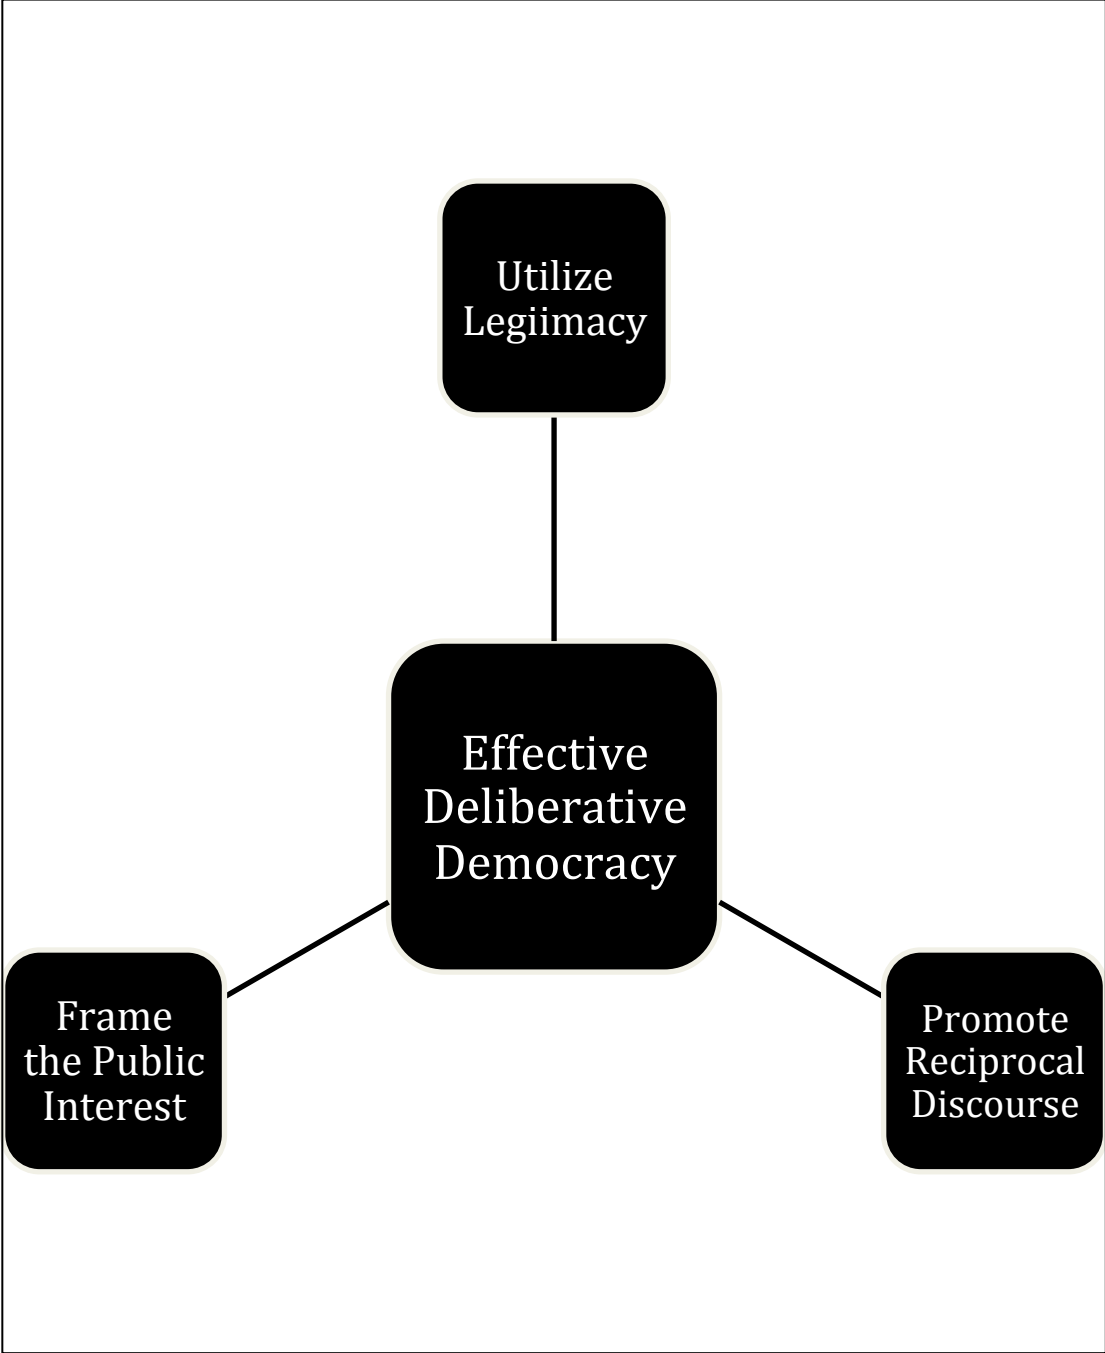 Utilize
Legiimacy
Effective
Deliberative
Democracy
Frame
the Public
Interest
Promote
Reciprocal
Discourse